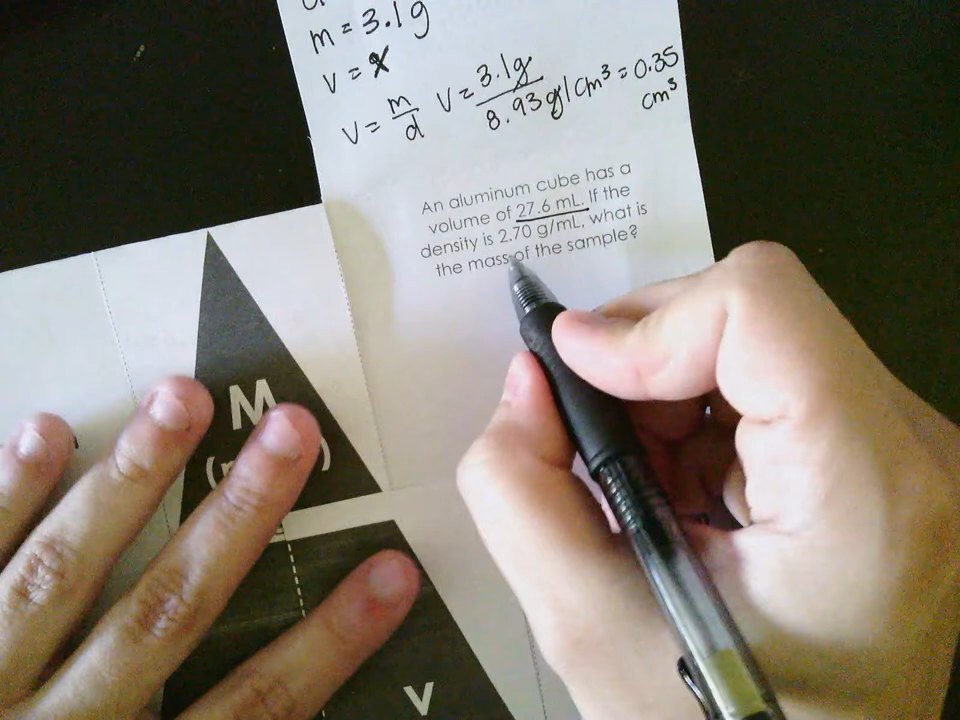 m = 3.1g
v = x
v = m/d v = 3.1g/8.93g/cm³ = 0.35 cm³
An aluminum cube has a
volume of 27.6 mL. If the
density is 2.70 g/mL, what is
the mass of the sample?
M
V